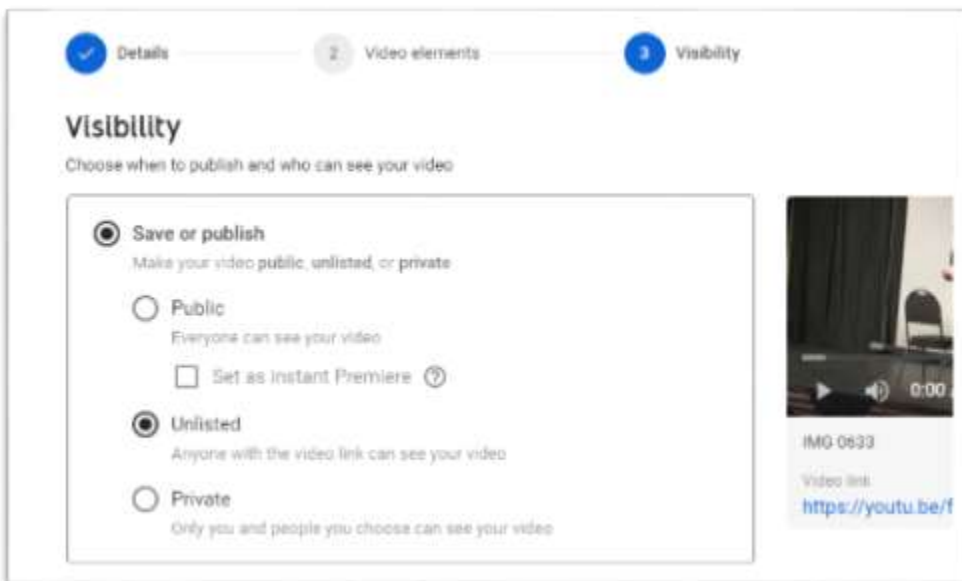 Details 2 Video elements 3 Visibility
Visibility
Choose when to publish and who can see your video
Save or publish
Make your video public, unlisted, or private
Public
Everyone can see your video
Set as instant Premiere ?
Unlisted
Anyone with the video link can see your video
Private
Only you and people you choose can see your video
0:00
IMG 0633
Video link
https://youtu.be/f